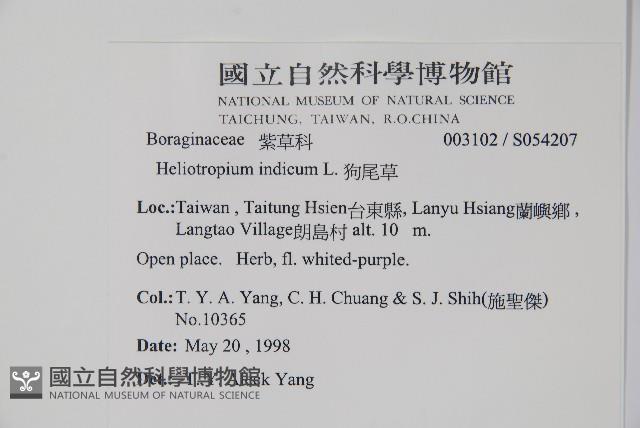 國立自然科學博物館
NATIONAL MUSEUM OF NATURAL SCIENCE
TAICHUNG, TAIWAN, R.O.CHINA
Boraginaceae 紫草科 003102 / S054207
Heliotropium indicum L. 狗尾草
Loc.:Taiwan , Taitung Hsien台東縣, Lanyu Hsiang蘭嶼鄉 ,
Langtao Village朗島村 alt. 10 m.
Open place. Herb, fl. whited-purple.
Col.: T. Y. A. Yang, C. H. Chuang & S. J. Shih(施聖傑)
No.10365
Date: May 20 , 1998
Yang
國立自然科學博物館
NATIONAL MUSEUM OF NATURAL SCIENCE